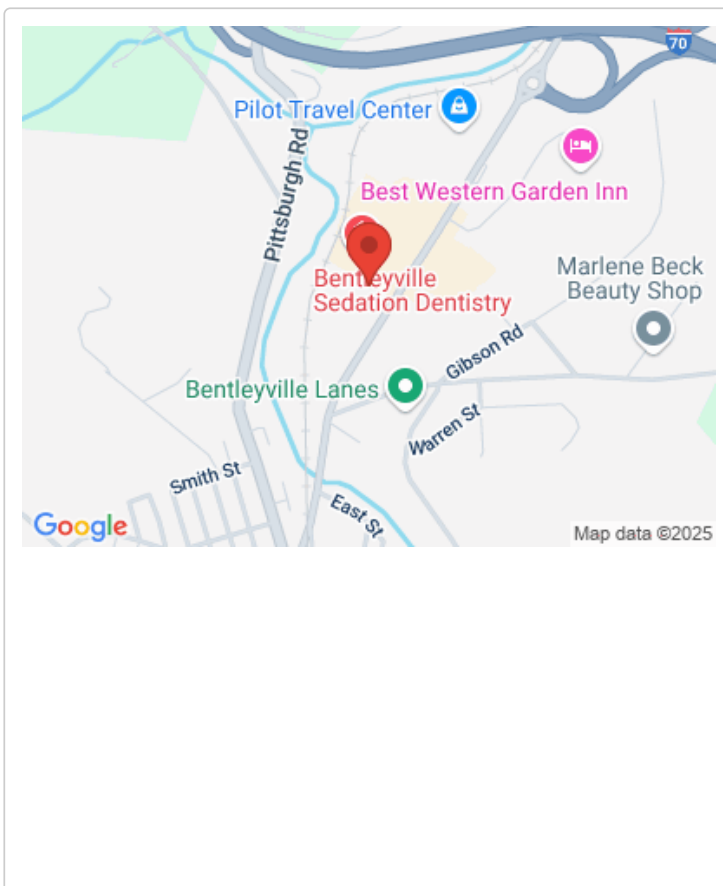 70
Pilot Travel Center
Pittsburgh Rd
Best Western Garden Inn
Bentleyville
Sedation Dentistry
Marlene Beck
Beauty Shop
Gibson Rd
Bentleyville Lanes
Warren St
Smith St
East St
Google
Map data ©2025